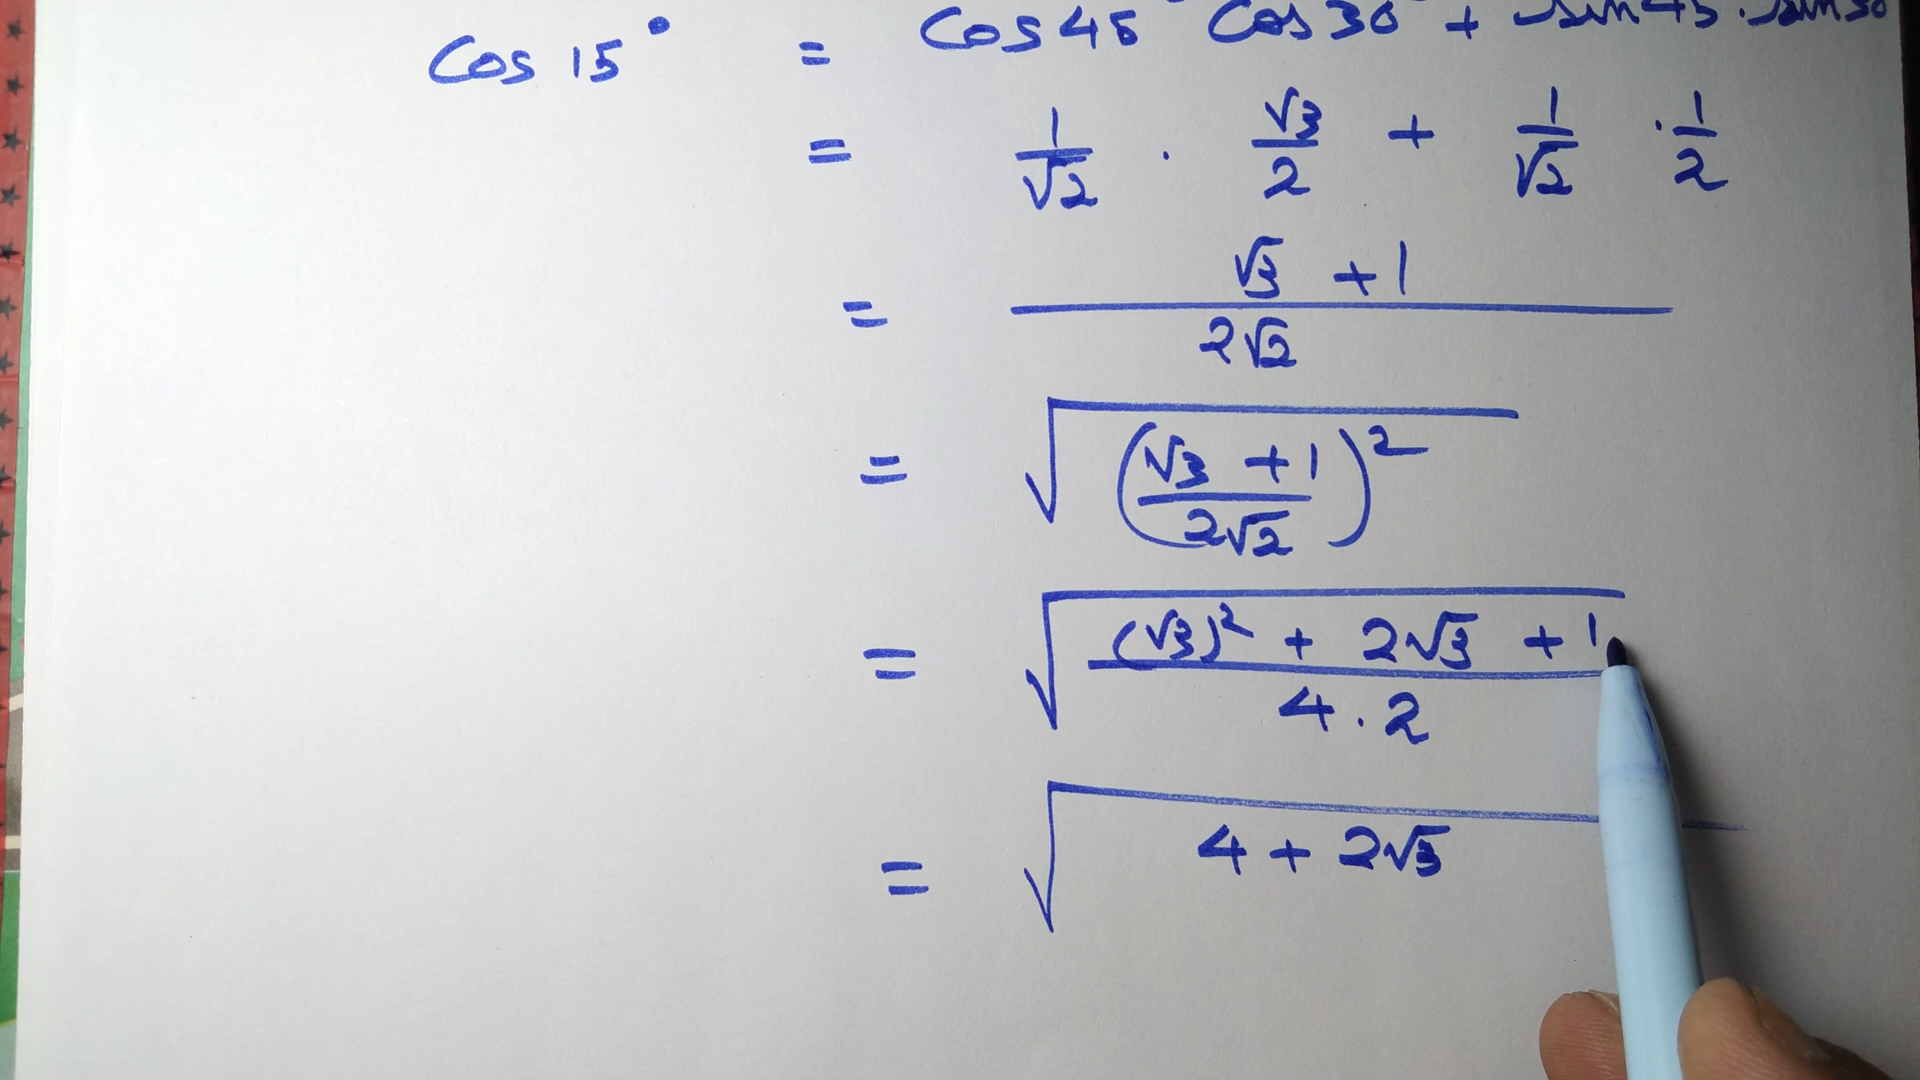 Cos 15° = Cos 45° Cos 30 + sin 45 · sin 30
= 1/√2 · √3/2 + 1/√2 · 1/2
= (√3 + 1)/(2√2)
= √((√3 + 1)/(2√2))²
= √(((√3)² + 2√3 + 1)/(4 · 2))
= √(4 + 2√3)